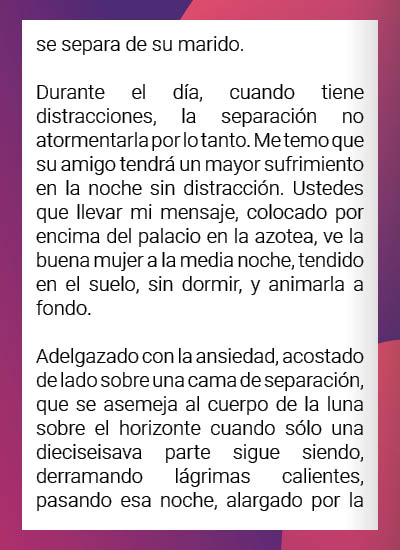 se separa de su marido.
Durante el día, cuando tiene
distracciones, la separación no
atormentarla por lo tanto. Me temo que
su amigo tendrá un mayor sufrimiento
en la noche sin distracción. Ustedes
que llevar mi mensaje, colocado por
encima del palacio en la azotea, ve la
buena mujer a la media noche, tendido
en el suelo, sin dormir, y animarla a
fondo.
Adelgazado con la ansiedad, acostado
de lado sobre una cama de separación,
que se asemeja al cuerpo de la luna
sobre el horizonte cuando sólo una
dieciseisava parte sigue siendo,
derramando lágrimas calientes,
pasando esa noche, alargado por la